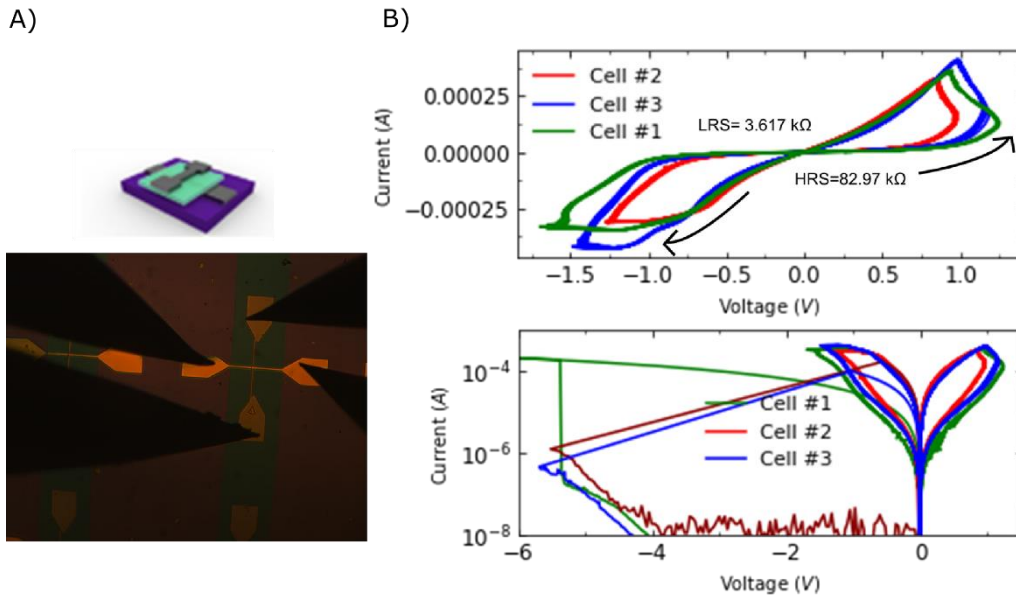 A)
B)
Cell #2
Cell #3
Cell #1
LRS= 3.617 kΩ
HRS=82.97 kΩ
0.00025
0.00000
−0.00025
Current (A)
−1.5 −1.0 −0.5 0.0 0.5 1.0
Voltage (V)
Cell #1
Cell #2
Cell #3
10⁻⁴
10⁻⁶
10⁻⁸
Current (A)
−6 −4 −2 0
Voltage (V)